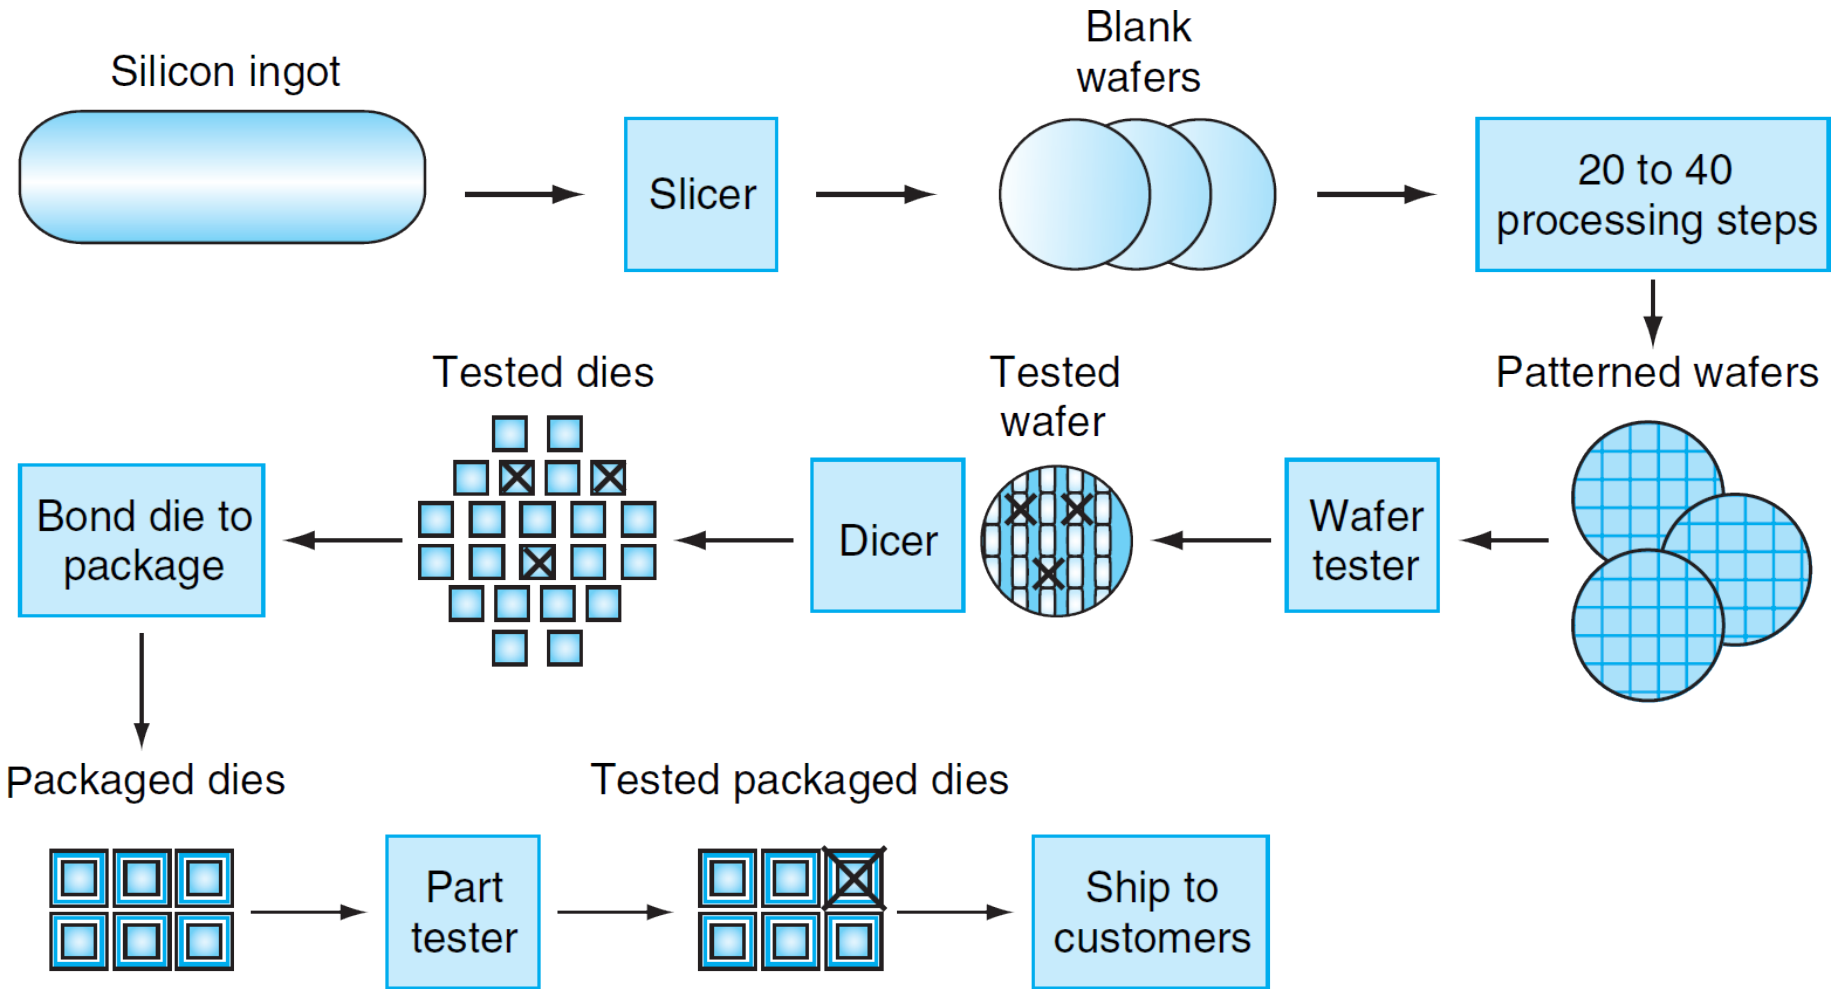 Silicon ingot
Slicer
Blank
wafers
20 to 40
processing steps
Patterned wafers
Wafer
tester
Tested
wafer
Dicer
Tested dies
Bond die to
package
Packaged dies
Part
tester
Tested packaged dies
Ship to
customers